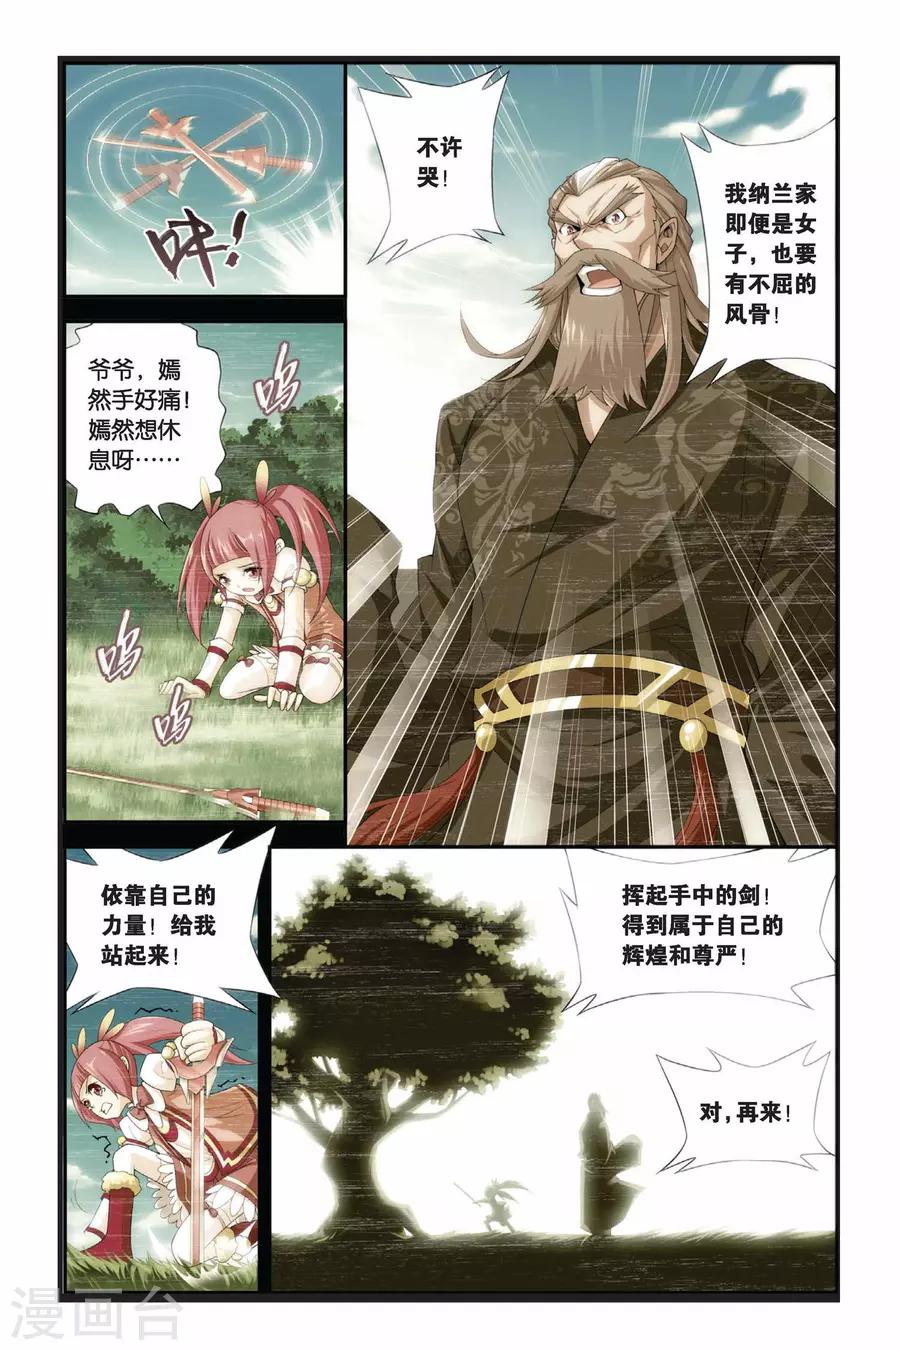 咔!
不许
哭!
我纳兰家
即便是女
子，也要
有不屈的
风骨!
爷爷，嫣
然手好痛!
嫣然想休
息呀……
呜
呜
呜
依靠自己的
力量! 给我
站起来!
挥起手中的剑!
得到属于自己的
辉煌和尊严!
对,再来!
漫画台